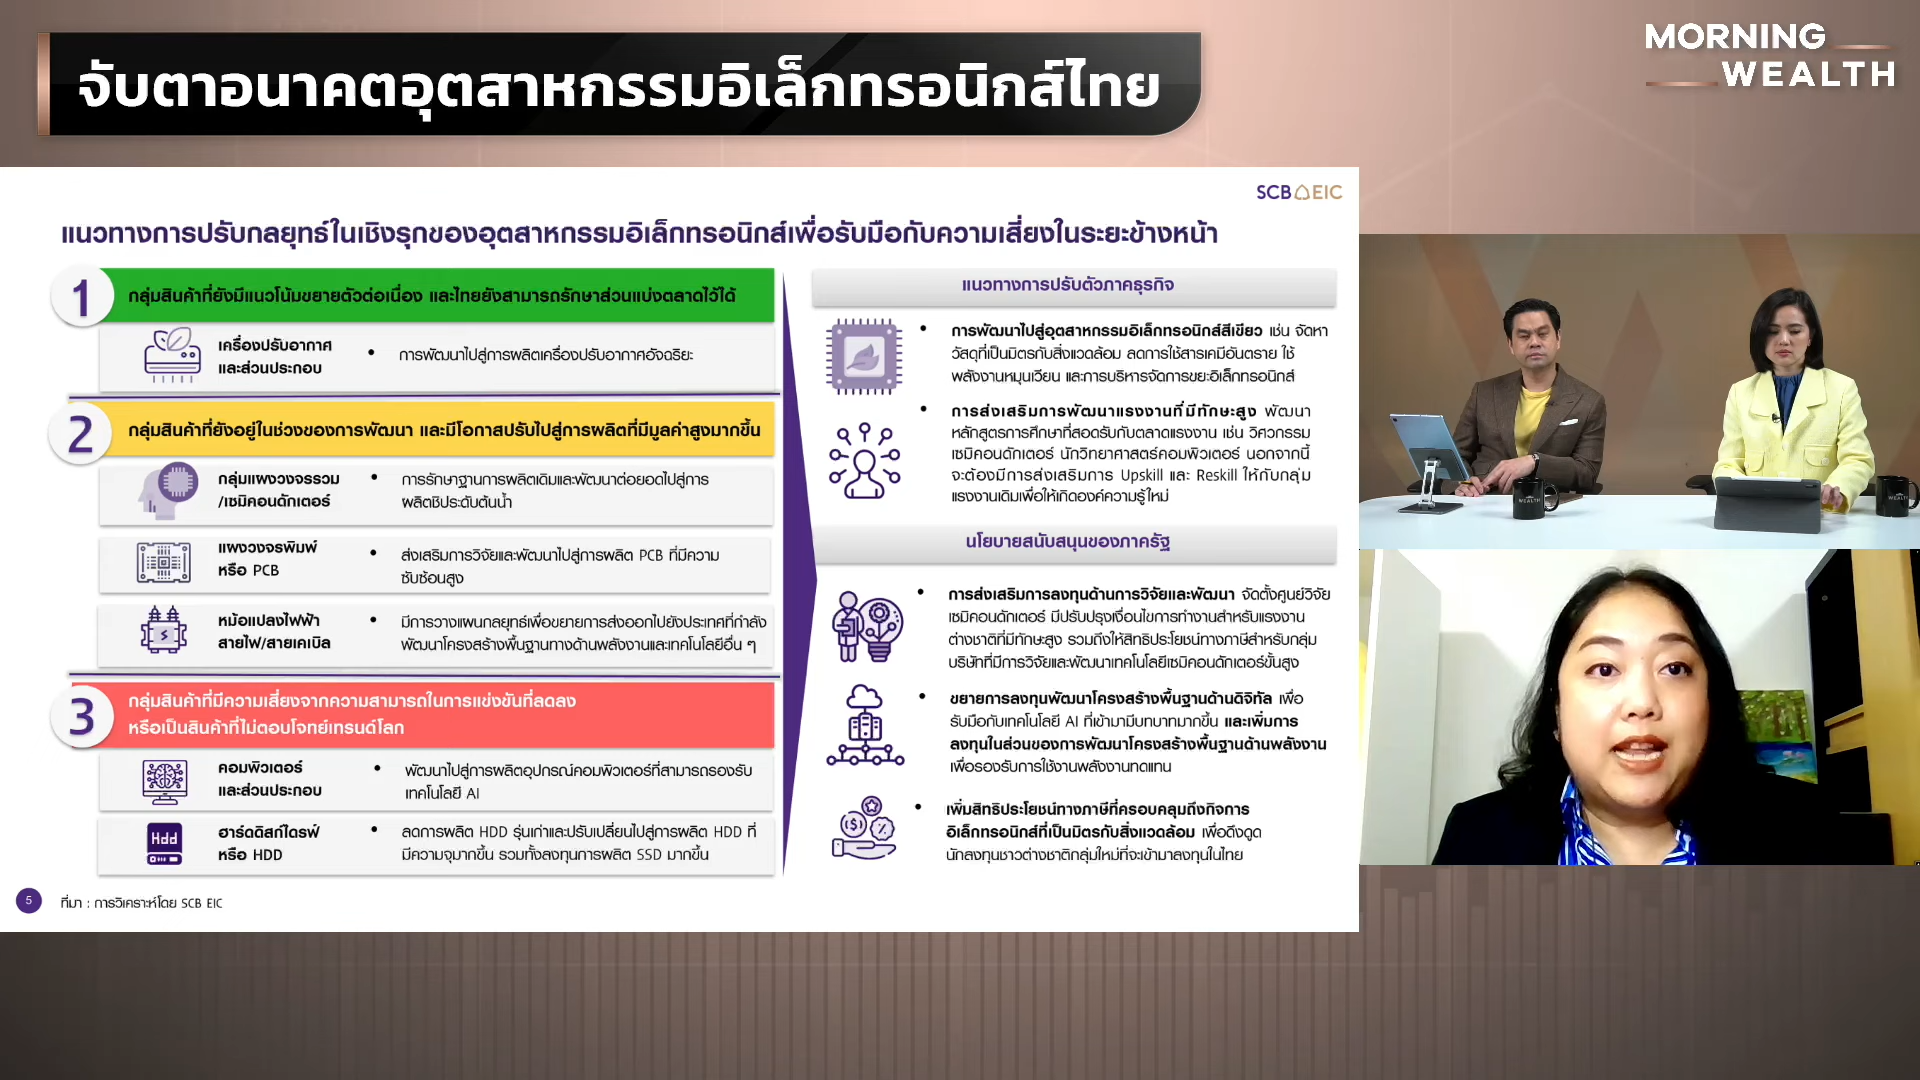 จับตาอนาคตอุตสาหกรรมอิเล็กทรอนิกส์ไทย
MORNING
WEALTH
SCB EIC
แนวทางการปรับกลยุทธ์ในเชิงรุกของอุตสาหกรรมอิเล็กทรอนิกส์เพื่อรับมือกับความเสี่ยงในระยะข้างหน้า
1
กลุ่มสินค้าที่ยังมีแนวโน้มขยายตัวต่อเนื่อง และไทยยังสามารถรักษาส่วนแบ่งตลาดไว้ได้
เครื่องปรับอากาศ
และส่วนประกอบ
• การพัฒนาไปสู่การผลิตเครื่องปรับอากาศอัจฉริยะ
2
กลุ่มสินค้าที่ยังอยู่ในช่วงของการพัฒนา และมีโอกาสปรับไปสู่การผลิตที่มีมูลค่าสูงมากขึ้น
กลุ่มแผงวงจรรวม
/เซมิคอนดักเตอร์
• การรักษาฐานการผลิตเดิมและพัฒนาต่อยอดไปสู่การ
ผลิตชิประดับต้นน้ำ
แผงวงจรพิมพ์
หรือ PCB
• ส่งเสริมการวิจัยและพัฒนาไปสู่การผลิต PCB ที่มีความ
ซับซ้อนสูง
หม้อแปลงไฟฟ้า
สายไฟ/สายเคเบิล
• มีการวางแผนกลยุทธ์เพื่อขยายการส่งออกไปยังประเทศที่กำลัง
พัฒนาโครงสร้างพื้นฐานทางด้านพลังงานและเทคโนโลยีอื่น ๆ
3
กลุ่มสินค้าที่มีความเสี่ยงจากความสามารถในการแข่งขันที่ลดลง
หรือเป็นสินค้าที่ไม่ตอบโจทย์เทรนด์โลก
คอมพิวเตอร์
และส่วนประกอบ
• พัฒนาไปสู่การผลิตอุปกรณ์คอมพิวเตอร์ที่สามารถรองรับ
เทคโนโลยี AI
Hdd
ฮาร์ดดิสก์ไดรฟ์
หรือ HDD
• ลดการผลิต HDD รุ่นเก่าและปรับเปลี่ยนไปสู่การผลิต HDD ที่
มีความจุมากขึ้น รวมทั้งลงทุนการผลิต SSD มากขึ้น
แนวทางการปรับตัวภาคธุรกิจ
• การพัฒนาไปสู่อุตสาหกรรมอิเล็กทรอนิกส์สีเขียว เช่น จัดหา
วัสดุที่เป็นมิตรกับสิ่งแวดล้อม ลดการใช้สารเคมีอันตราย ใช้
พลังงานหมุนเวียน และการบริหารจัดการขยะอิเล็กทรอนิกส์
• การส่งเสริมการพัฒนาแรงงานที่มีทักษะสูง พัฒนา
หลักสูตรการศึกษาที่สอดรับกับตลาดแรงงาน เช่น วิศวกรรม
เซมิคอนดักเตอร์ นักวิทยาศาสตร์คอมพิวเตอร์ นอกจากนี้
จะต้องมีการส่งเสริมการ Upskill และ Reskill ให้กับกลุ่ม
แรงงานเดิมเพื่อให้เกิดองค์ความรู้ใหม่
นโยบายสนับสนุนของภาครัฐ
• การส่งเสริมการลงทุนด้านการวิจัยและพัฒนา จัดตั้งศูนย์วิจัย
เซมิคอนดักเตอร์ มีปรับปรุงเงื่อนไขการทำงานสำหรับแรงงาน
ต่างชาติที่มีทักษะสูง รวมถึงให้สิทธิประโยชน์ทางภาษีสำหรับกลุ่ม
บริษัทที่มีการวิจัยและพัฒนาเทคโนโลยีเซมิคอนดักเตอร์ขั้นสูง
• ขยายการลงทุนพัฒนาโครงสร้างพื้นฐานด้านดิจิทัล เพื่อ
รับมือกับเทคโนโลยี AI ที่เข้ามามีบทบาทมากขึ้น และเพิ่มการ
ลงทุนในส่วนของการพัฒนาโครงสร้างพื้นฐานด้านพลังงาน
เพื่อรองรับการใช้งานพลังงานทดแทน
• เพิ่มสิทธิประโยชน์ทางภาษีที่ครอบคลุมถึงกิจการ
อิเล็กทรอนิกส์ที่เป็นมิตรกับสิ่งแวดล้อม เพื่อดึงดูด
นักลงทุนชาวต่างชาติกลุ่มใหม่ที่จะเข้ามาลงทุนในไทย
5
ที่มา : การวิเคราะห์โดย SCB EIC
WEALTH
WEALTH